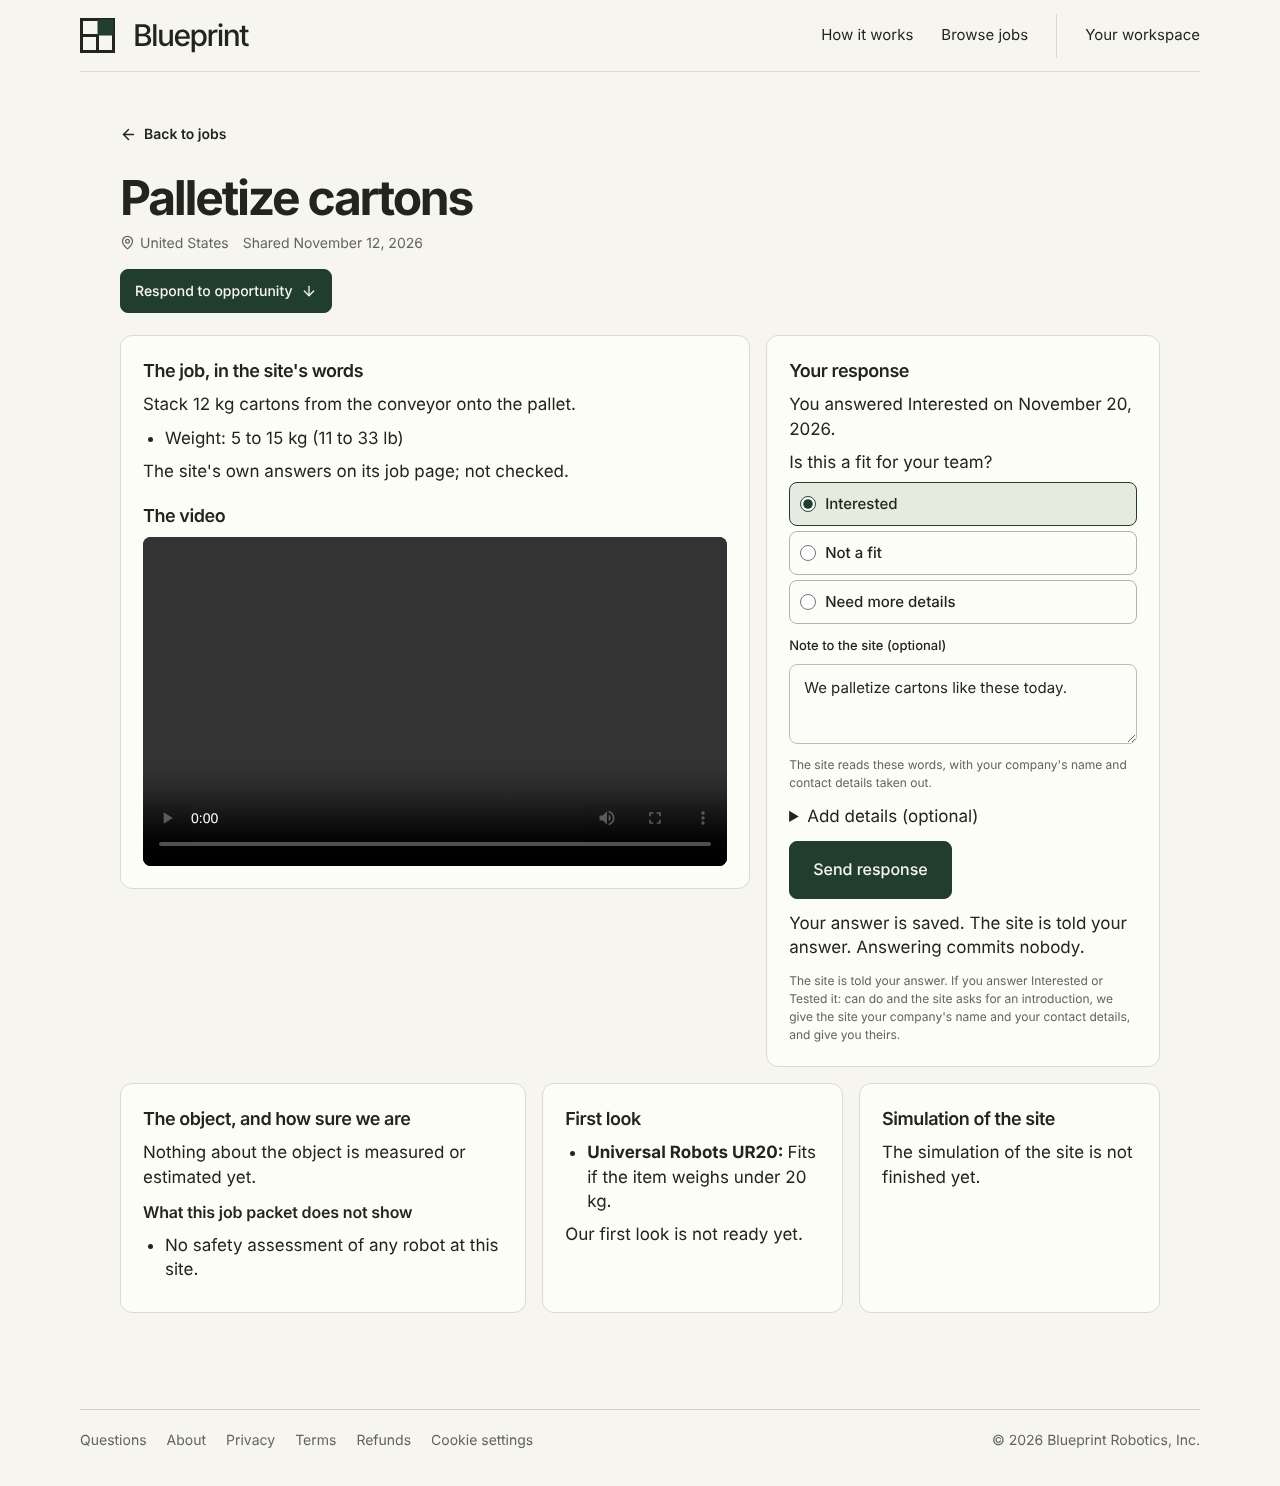 Blueprint
How it works
Browse jobs
Your workspace
Back to jobs
Palletize cartons
United States
Shared November 12, 2026
Respond to opportunity
The job, in the site's words
Stack 12 kg cartons from the conveyor onto the pallet.
• Weight: 5 to 15 kg (11 to 33 lb)
The site's own answers on its job page; not checked.
The video
0:00
Your response
You answered Interested on November 20,
2026.
Is this a fit for your team?
Interested
Not a fit
Need more details
Note to the site (optional)
We palletize cartons like these today.
The site reads these words, with your company's name and
contact details taken out.
Add details (optional)
Send response
Your answer is saved. The site is told your
answer. Answering commits nobody.
The site is told your answer. If you answer Interested or
Tested it: can do and the site asks for an introduction, we
give the site your company's name and your contact details,
and give you theirs.
The object, and how sure we are
Nothing about the object is measured or
estimated yet.
What this job packet does not show
• No safety assessment of any robot at this
site.
First look
• Universal Robots UR20: Fits
if the item weighs under 20
kg.
Our first look is not ready yet.
Simulation of the site
The simulation of the site is not
finished yet.
Questions
About
Privacy
Terms
Refunds
Cookie settings
© 2026 Blueprint Robotics, Inc.